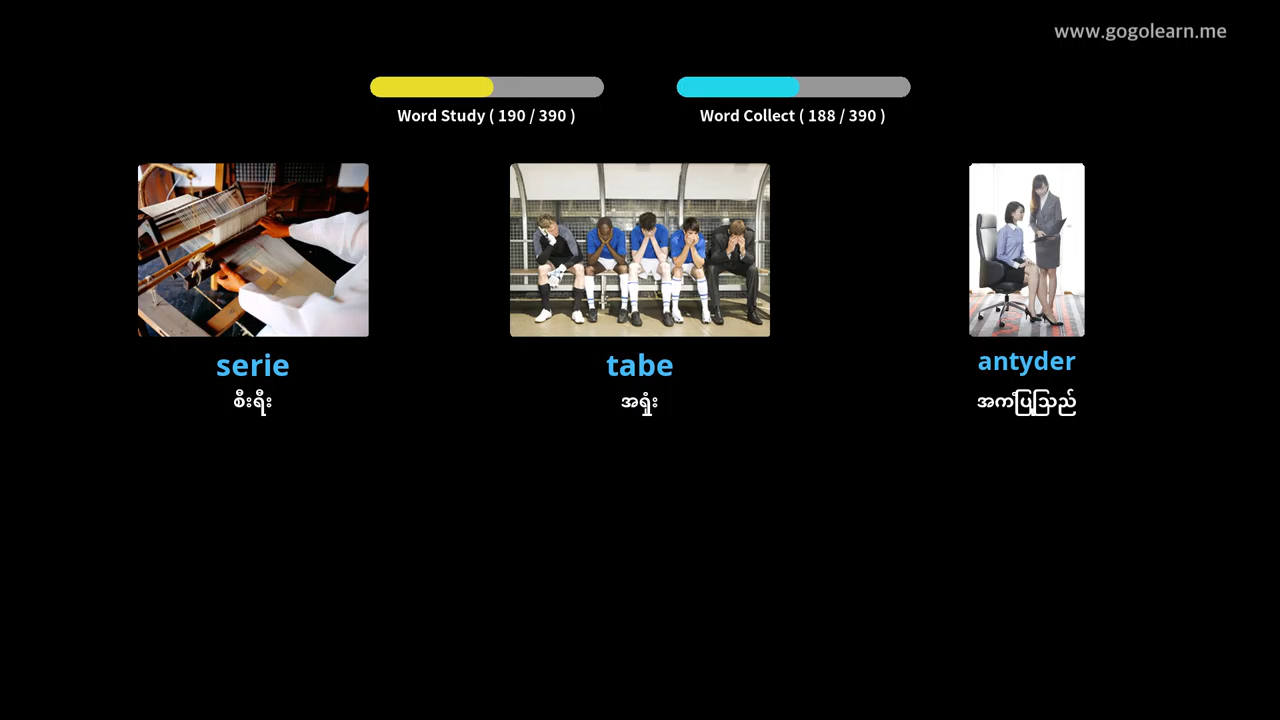 www.gogolearn.me
Word Study ( 190 / 390 )
Word Collect ( 188 / 390 )
serie
tabe
antyder
စီးရီး
အရှုံး
အကံပြုသြည်